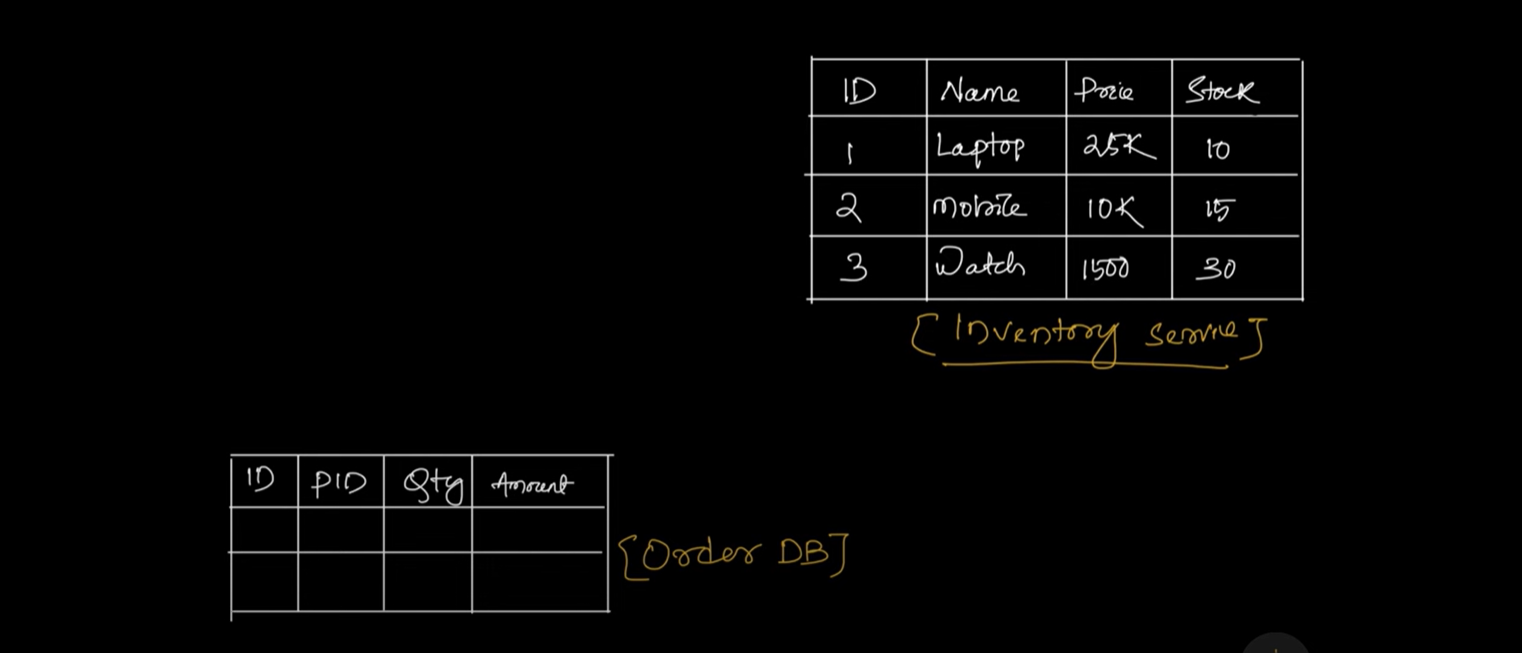 ID Name Price Stock
1 Laptop 25K 10
2 Mobile 10K 15
3 Watch 1500 30
[Inventory Service]
ID PID Qty Amount
[Order DB]